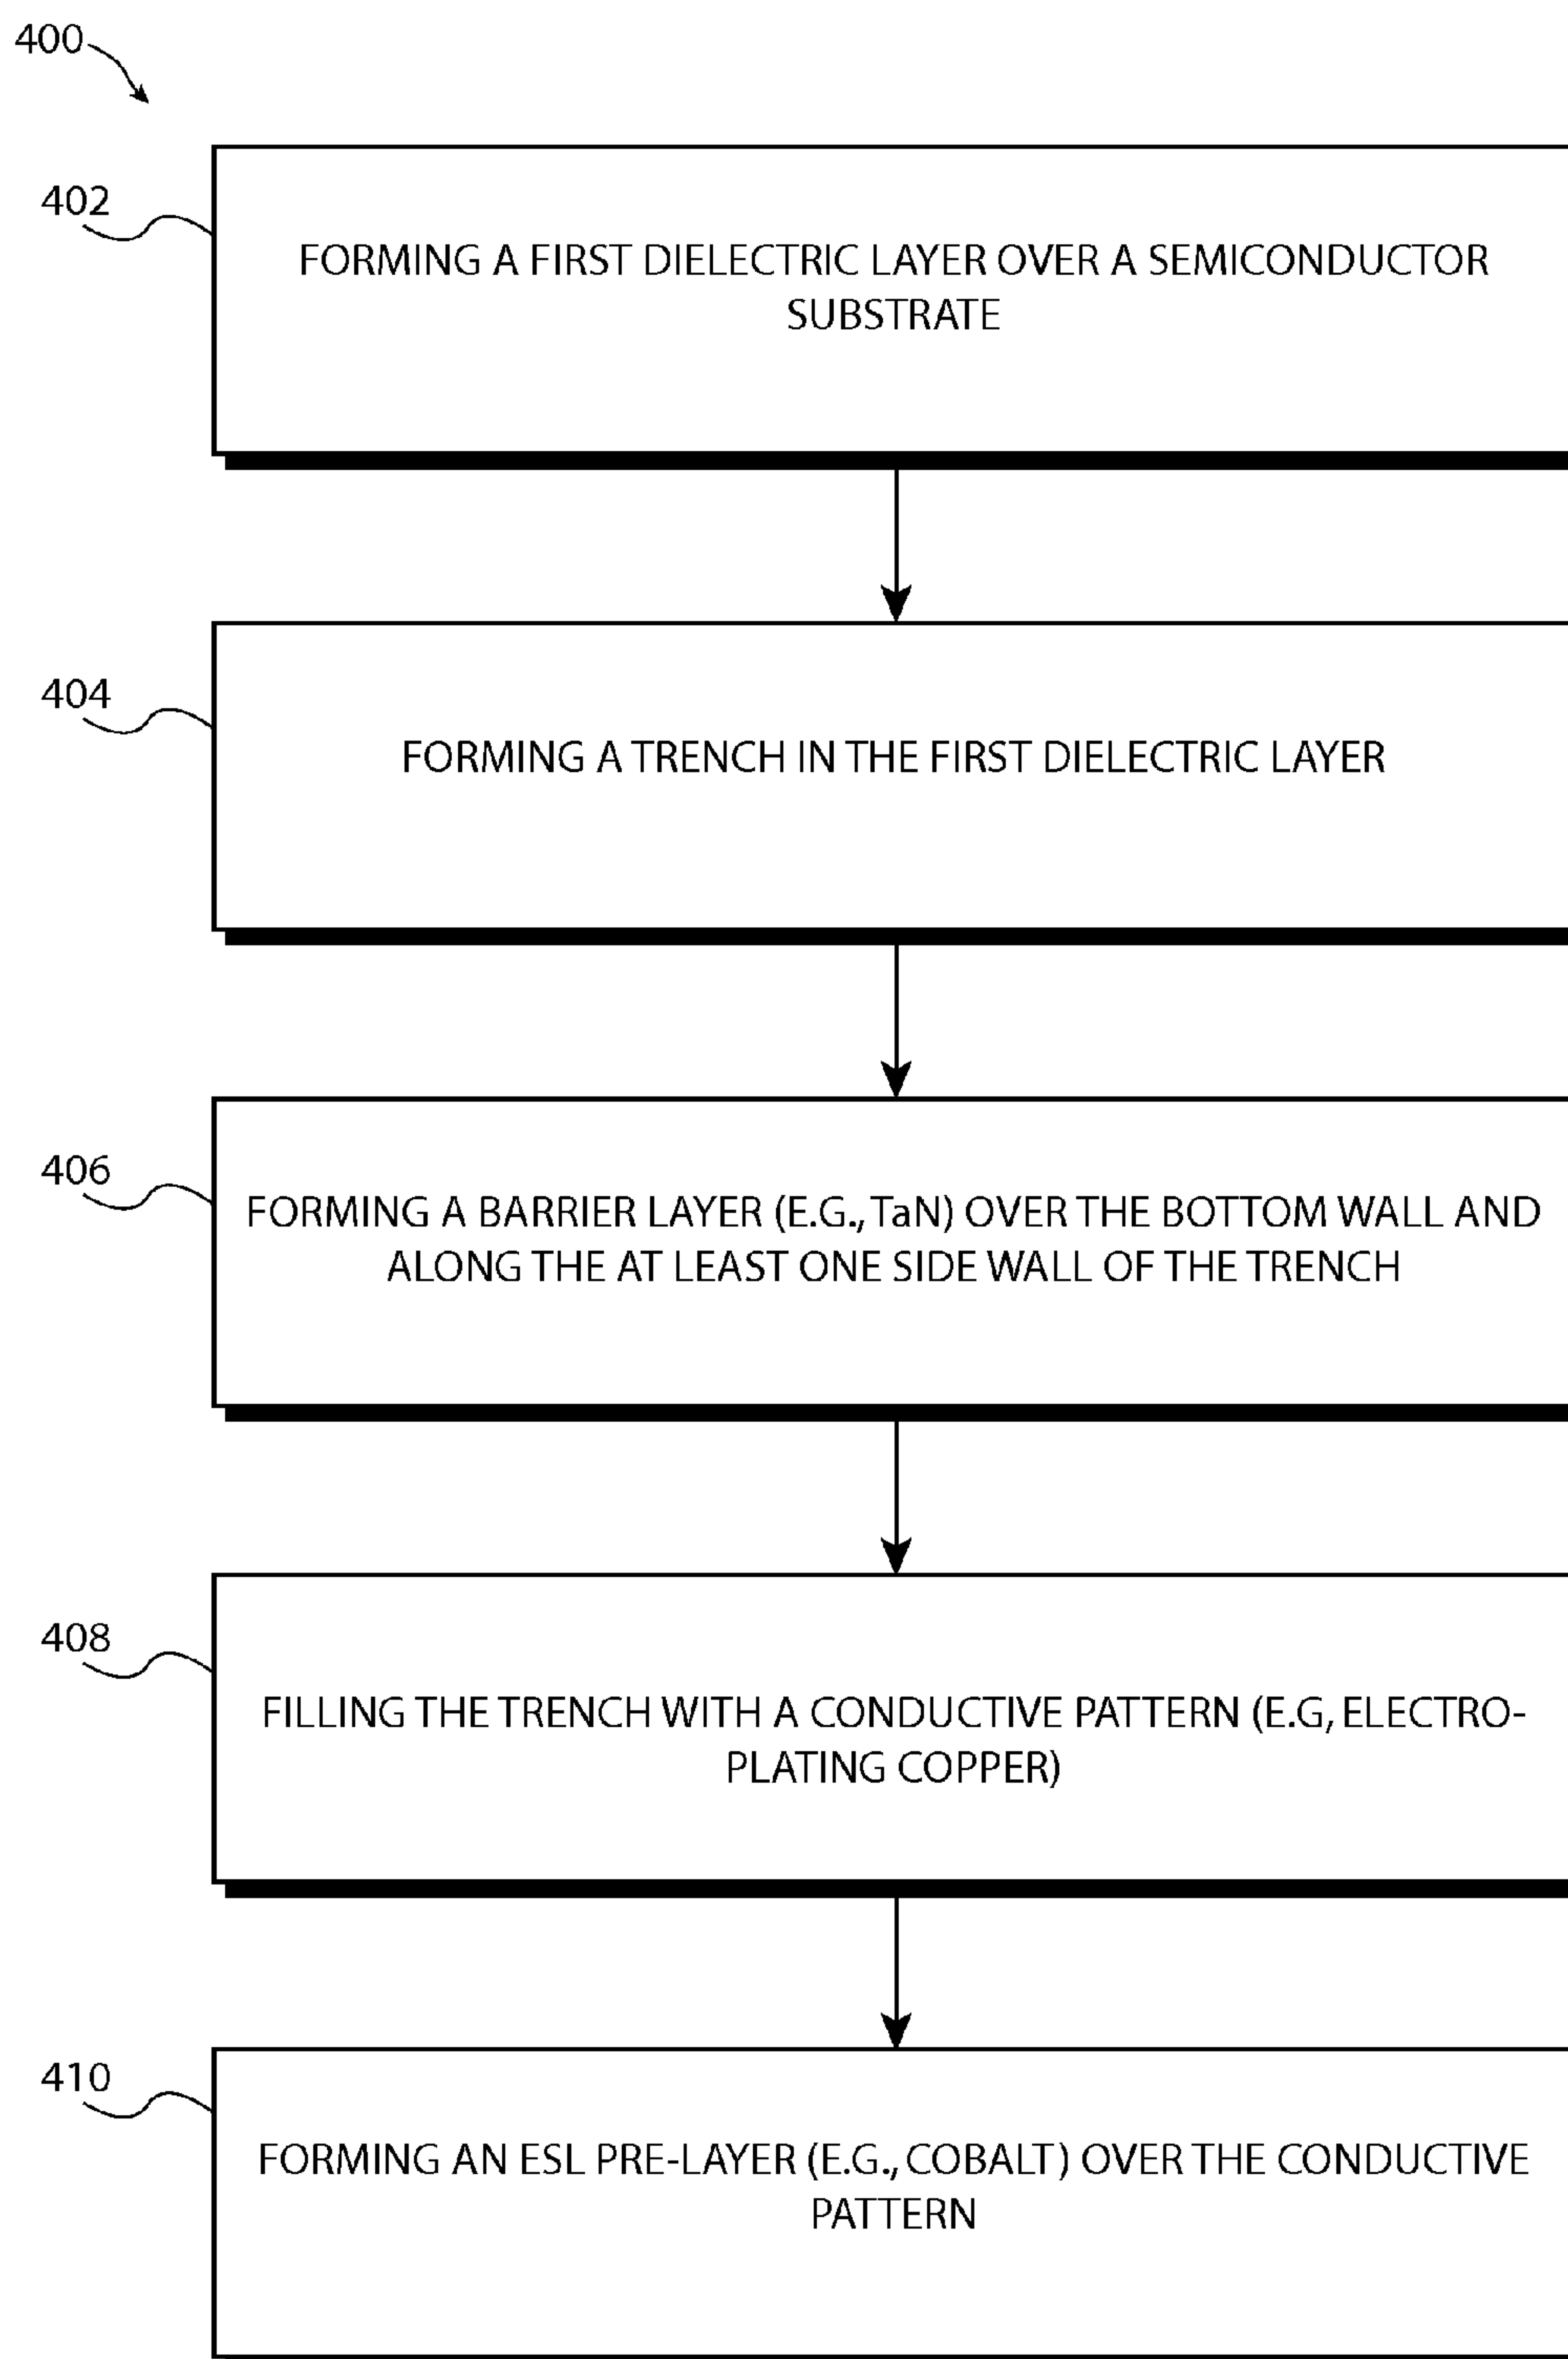 400
402
FORMING A FIRST DIELECTRIC LAYER OVER A SEMICONDUCTOR
SUBSTRATE
404
FORMING A TRENCH IN THE FIRST DIELECTRIC LAYER
406
FORMING A BARRIER LAYER (E.G., TaN) OVER THE BOTTOM WALL AND
ALONG THE AT LEAST ONE SIDE WALL OF THE TRENCH
408
FILLING THE TRENCH WITH A CONDUCTIVE PATTERN (E.G, ELECTRO-
PLATING COPPER)
410
FORMING AN ESL PRE-LAYER (E.G., COBALT) OVER THE CONDUCTIVE
PATTERN